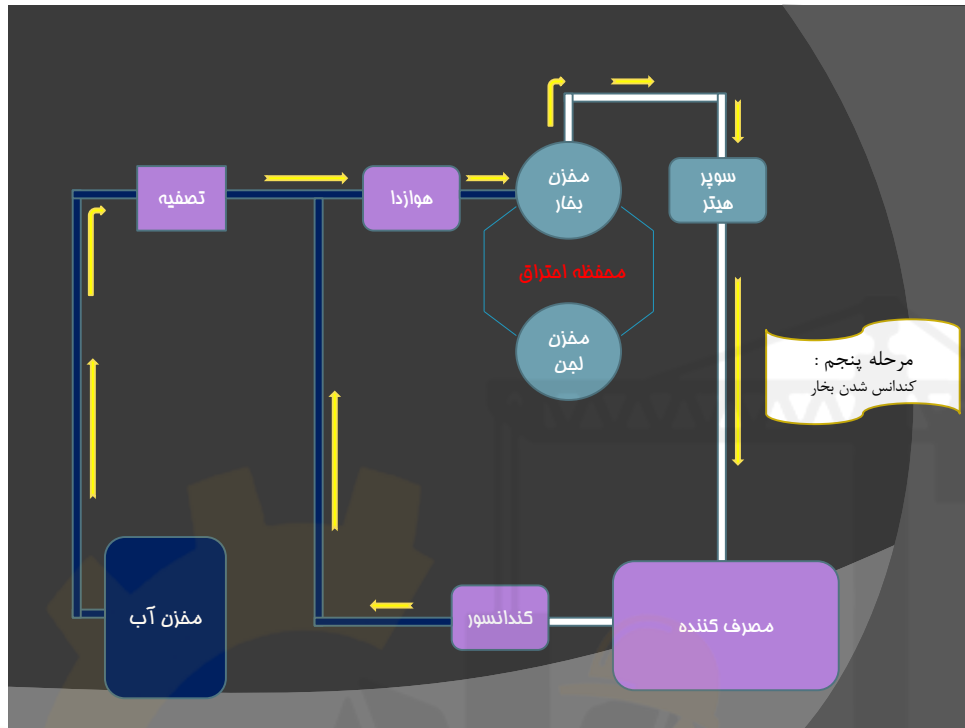 تصفیه
هوازدا
مخزن
بخار
سوپر
هیتر
محفظه احتراق
مخزن
لجن
مرحله پنجم :
کندانس شدن بخار
مخزن آب
کندانسور
مصرف کننده